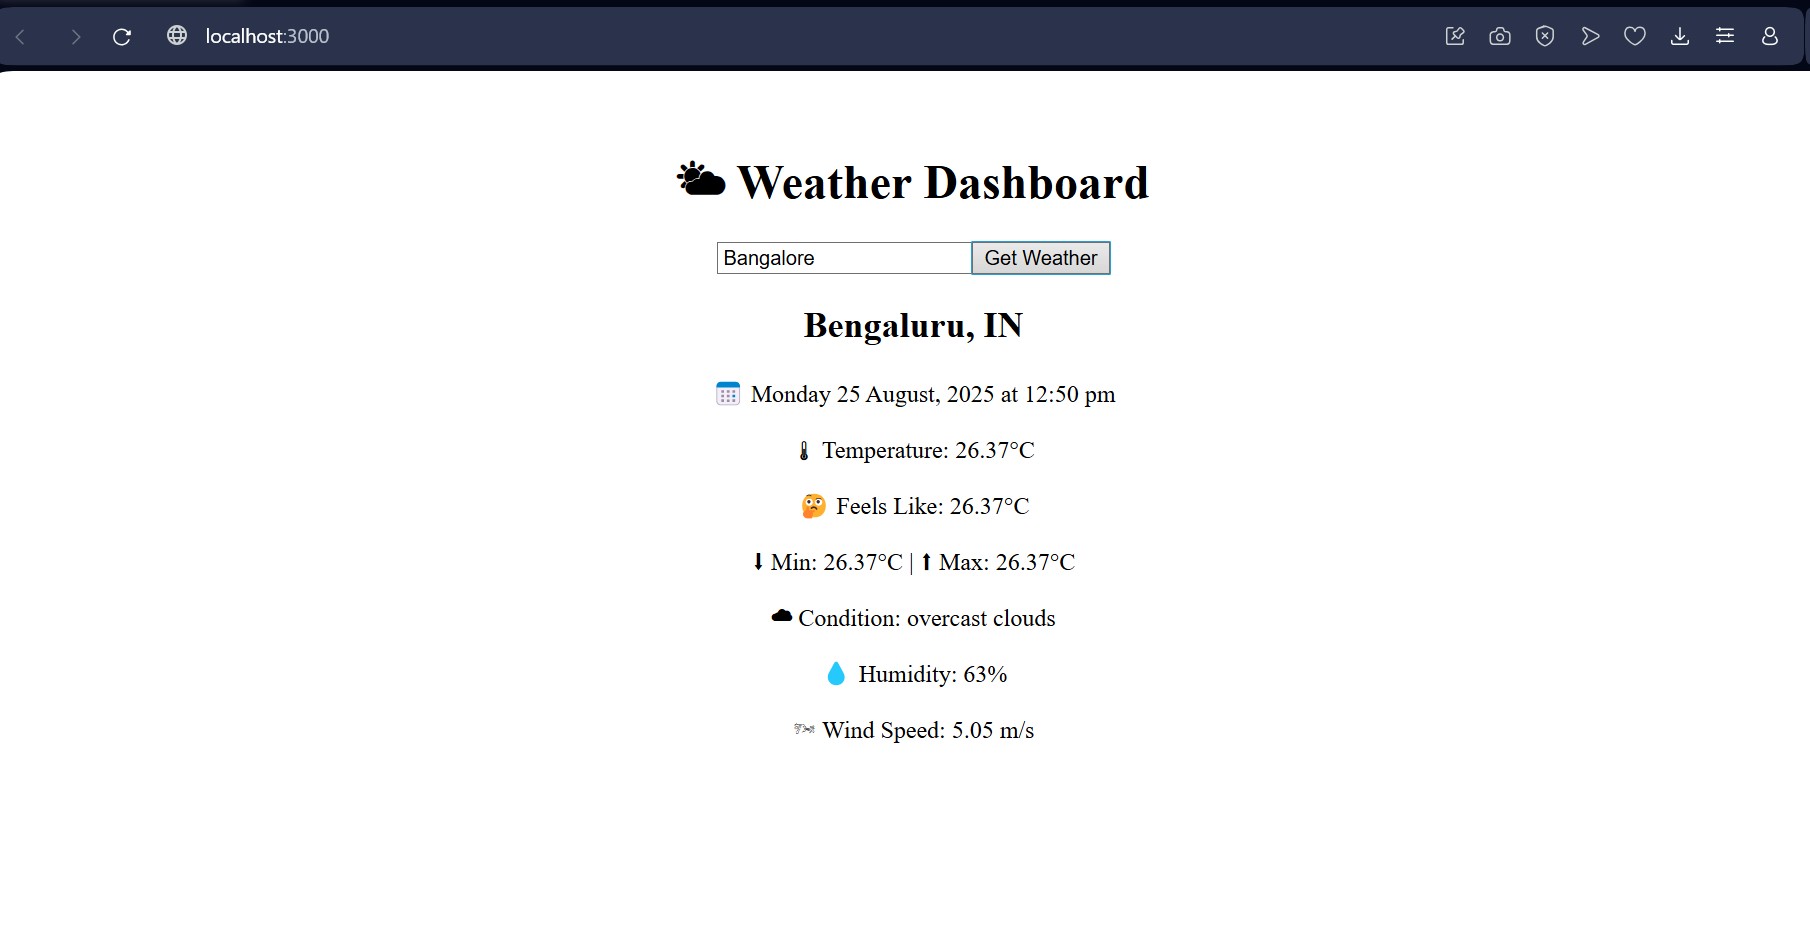 localhost:3000
🌤 Weather Dashboard
Bangalore Get Weather
Bengaluru, IN
📅 Monday 25 August, 2025 at 12:50 pm
🌡 Temperature: 26.37°C
🤔 Feels Like: 26.37°C
⬇ Min: 26.37°C | ⬆ Max: 26.37°C
☁ Condition: overcast clouds
💧 Humidity: 63%
🌬 Wind Speed: 5.05 m/s